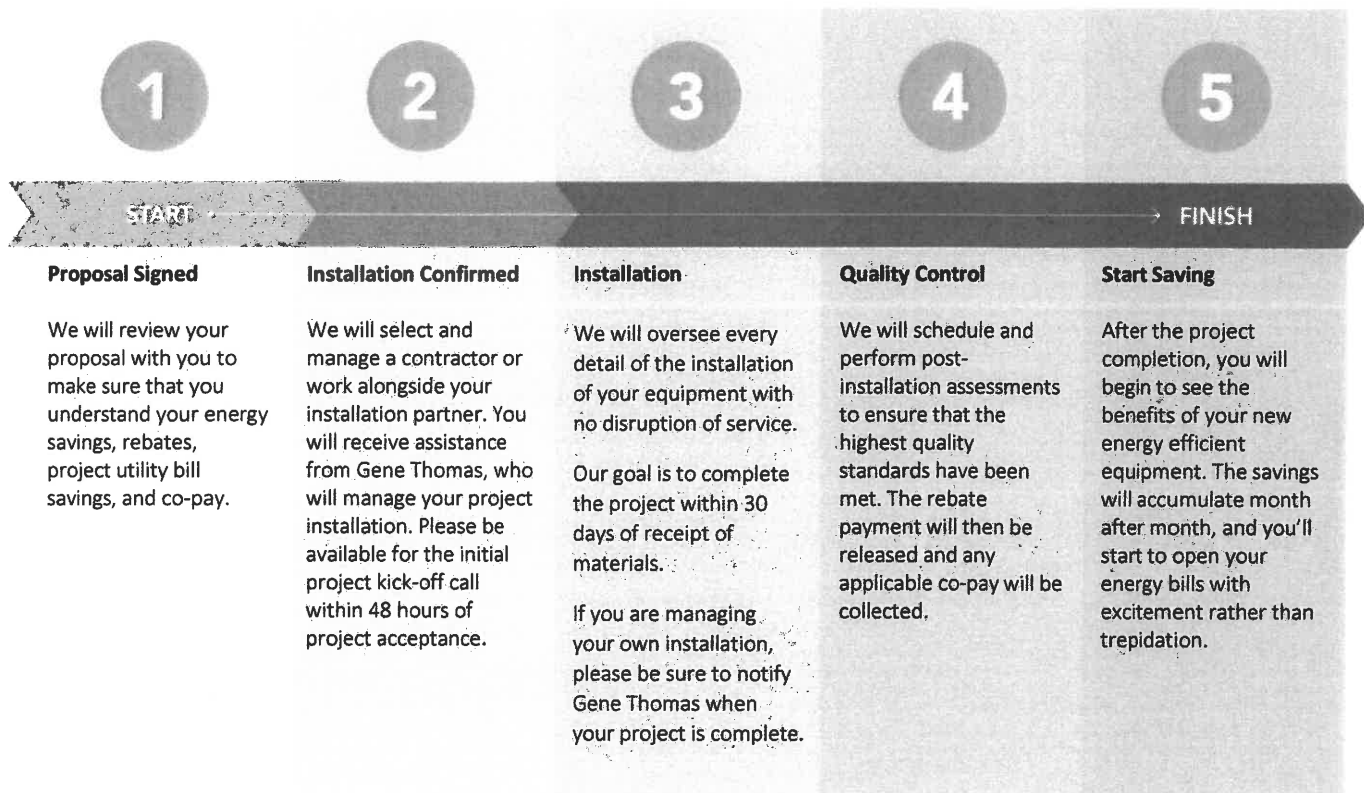 1
2
3
4
5
START
FINISH
Proposal Signed
We will review your
proposal with you to
make sure that you
understand your energy
savings, rebates,
project utility bill
savings, and co-pay.
Installation Confirmed
We will select and
manage a contractor or
work alongside your
installation partner. You
will receive assistance
from Gene Thomas, who
will manage your project
installation. Please be
available for the initial
project kick-off call
within 48 hours of
project acceptance.
Installation
We will oversee every
detail of the installation
of your equipment with
no disruption of service.
Our goal is to complete
the project within 30
days of receipt of
materials.
If you are managing
your own installation,
please be sure to notify
Gene Thomas when
your project is complete.
Quality Control
We will schedule and
perform post-
installation assessments
to ensure that the
highest quality
standards have been
met. The rebate
payment will then be
released and any
applicable co-pay will be
collected.
Start Saving
After the project
completion, you will
begin to see the
benefits of your new
energy efficient
equipment. The savings
will accumulate month
after month, and you'll
start to open your
energy bills with
excitement rather than
trepidation.